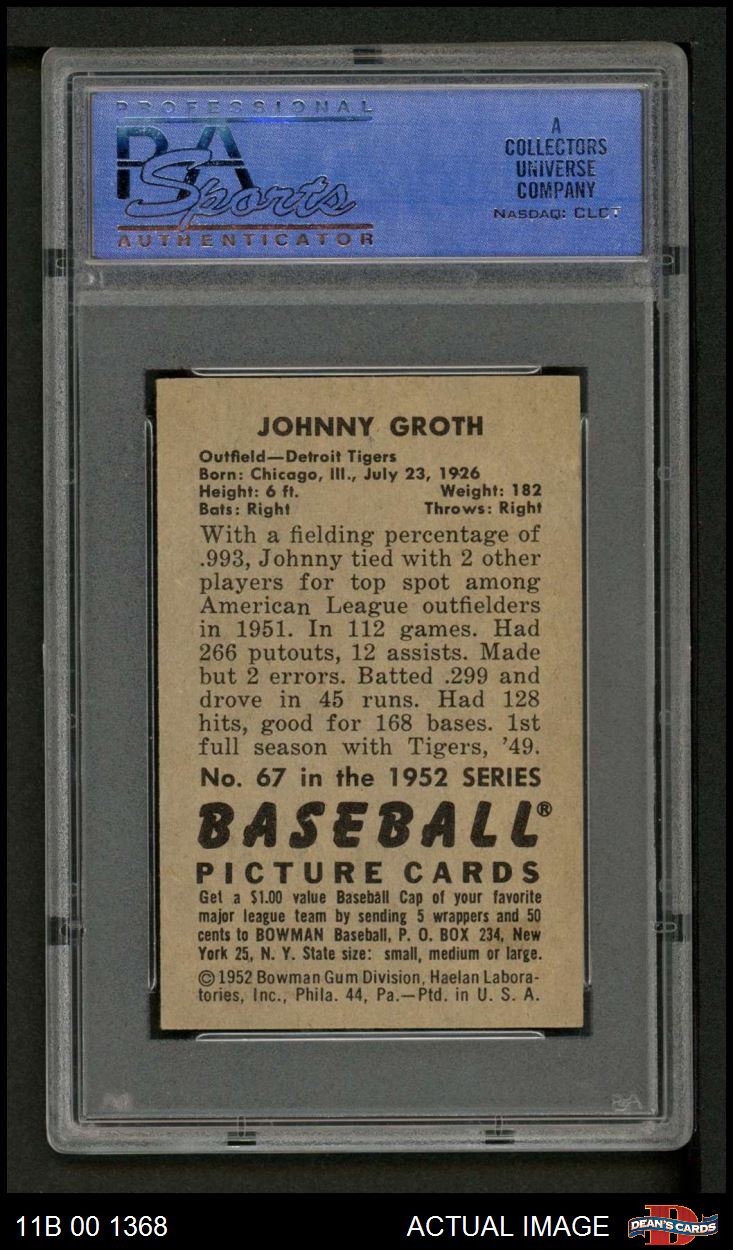 PROFESSIONAL
PSA
Sports
AUTHENTICATOR
A
COLLECTORS
UNIVERSE
COMPANY
NASDAQ: CLCT
JOHNNY GROTH
Outfield—Detroit Tigers
Born: Chicago, Ill., July 23, 1926
Height: 6 ft. Weight: 182
Bats: Right Throws: Right
With a fielding percentage of
.993, Johnny tied with 2 other
players for top spot among
American League outfielders
in 1951. In 112 games. Had
266 putouts, 12 assists. Made
but 2 errors. Batted .299 and
drove in 45 runs. Had 128
hits, good for 168 bases. 1st
full season with Tigers, '49.
No. 67 in the 1952 SERIES
BASEBALL®
PICTURE CARDS
Get a $1.00 value Baseball Cap of your favorite
major league team by sending 5 wrappers and 50
cents to BOWMAN Baseball, P. O. BOX 234, New
York 25, N. Y. State size: small, medium or large.
© 1952 Bowman Gum Division, Haelan Labora-
tories, Inc., Phila. 44, Pa.—Ptd. in U. S. A.
PSA
11B 00 1368 ACTUAL IMAGE DEAN'S CARDS